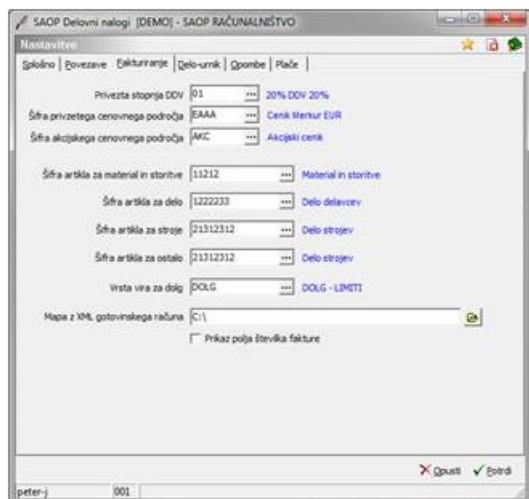 SAOP Delovni nalogi [DEMO] - SAOP RAČUNALNIŠTVO
Nastavitve
Splošno Povezave Fakturiranje Delo-urnik Opombe Plače
Privzeta stopnja DDV 01 ... 20% DDV 20%
Šifra privzetega cenovnega področja EAAA ... Cenik Merkur EUR
Šifra akcijskega cenovnega področja AKC ... Akcijski cenik
Šifra artikla za material in storitve 11212 ... Material in storitve
Šifra artikla za delo 1222233 ... Delo delavcev
Šifra artikla za stroje 21312312 ... Delo strojev
Šifra artikla za ostalo 21312312 ... Delo strojev
Vrsta vira za dolg DOLG ... DOLG - LIMITI
Mapa z XML gotovinskega računa C:\
Prikaz polja številka fakture
Opusti Potrdi
peter-j 001